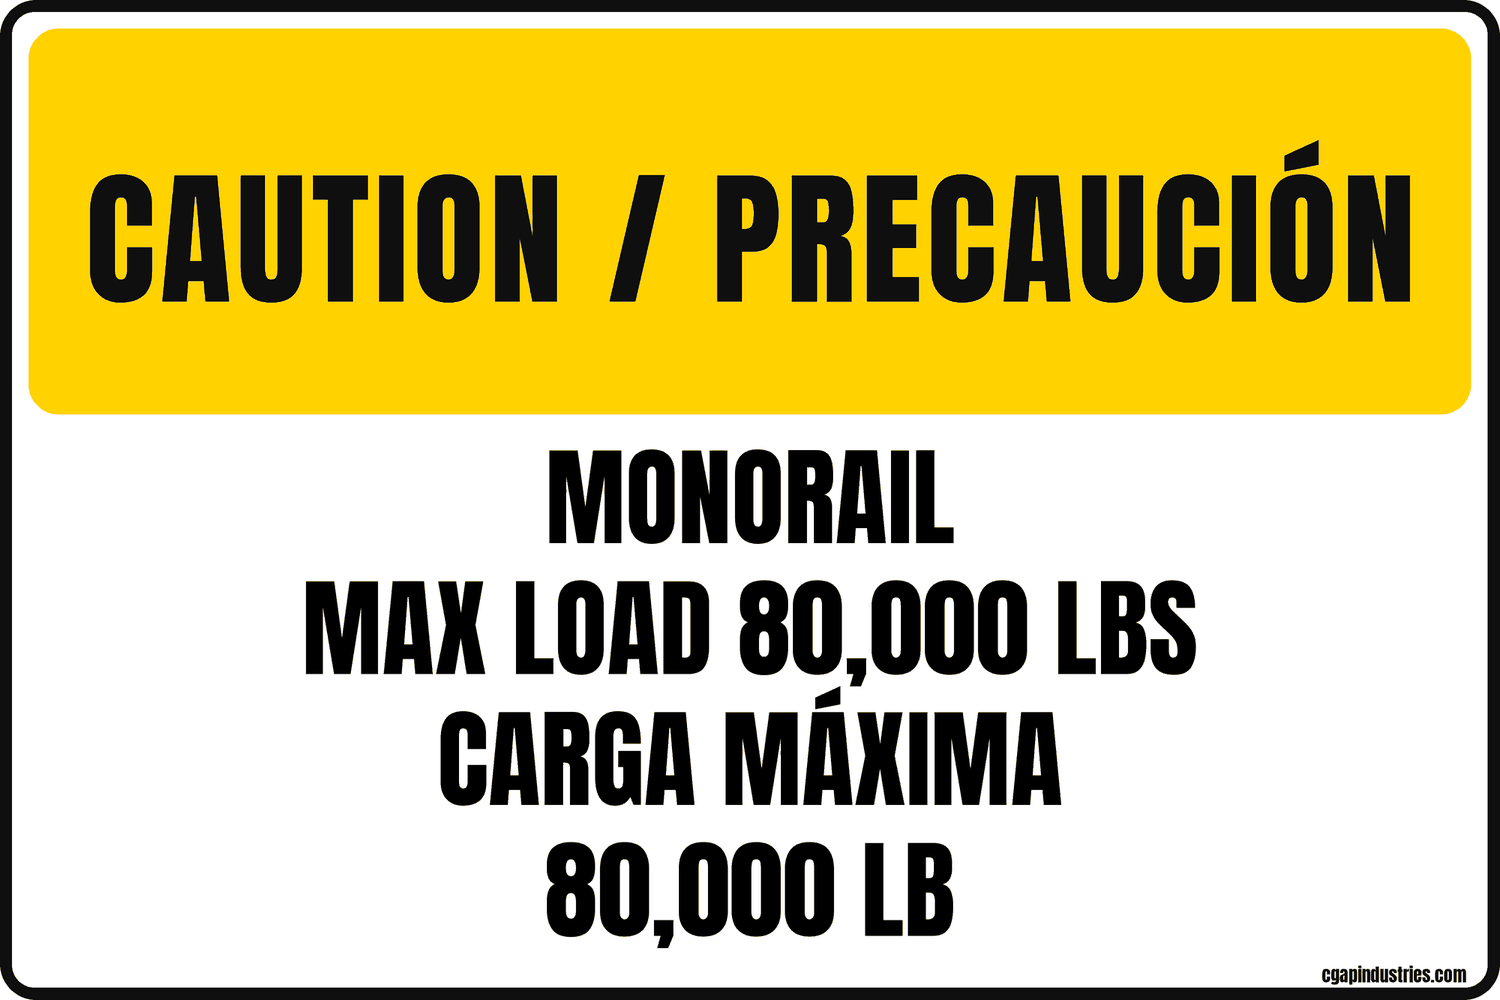 CAUTION / PRECAUCIÓN
MONORAIL
MAX LOAD 80,000 LBS
CARGA MÁXIMA
80,000 LB
cgapindustries.com